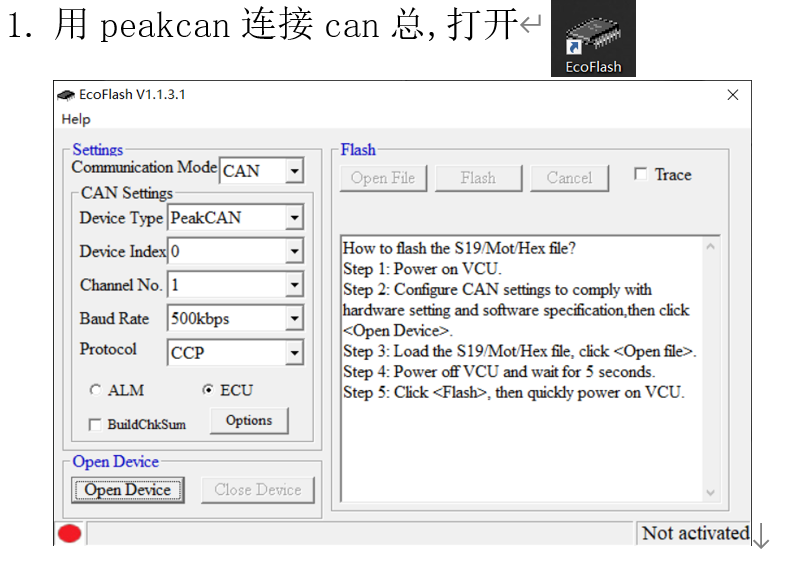 1. 用 peakcan 连接 can 总,打开
EcoFlash
EcoFlash V1.1.3.1
Help
Settings
Communication Mode CAN
CAN Settings
Device Type PeakCAN
Device Index 0
Channel No. 1
Baud Rate 500kbps
Protocol CCP
ALM ECU
BuildChkSum Options
Open Device
Open Device Close Device
Flash
Open File Flash Cancel Trace
How to flash the S19/Mot/Hex file?
Step 1: Power on VCU.
Step 2: Configure CAN settings to comply with
hardware setting and software specification,then click
<Open Device>.
Step 3: Load the S19/Mot/Hex file, click <Open file>.
Step 4: Power off VCU and wait for 5 seconds.
Step 5: Click <Flash>, then quickly power on VCU.
Not activated